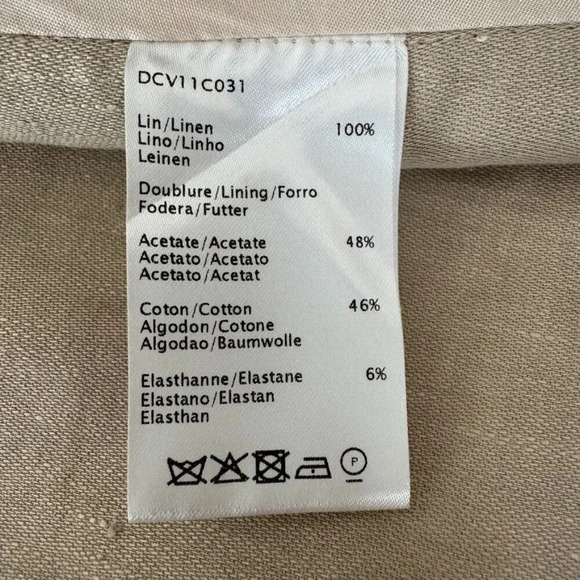 DCV11C031
Lin/Linen 100%
Lino/Linho
Leinen
Doublure/Lining/Forro
Fodera/Futter
Acetate/Acetate 48%
Acetato/Acetato
Acetato/Acetat
Coton/Cotton 46%
Algodon/Cotone
Algodao/Baumwolle
Elasthanne/Elastane 6%
Elastano/Elastan
Elasthan
P